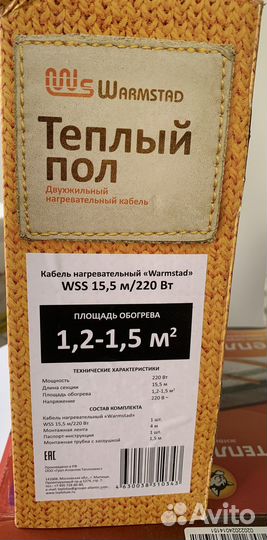 WARMSTAD
Теплый
пол
Двухжильный
нагревательный кабель
Кабель нагревательный «Warmstad»
WSS 15,5 м/220 Вт
ПЛОЩАДЬ ОБОГРЕВА
1,2-1,5 м²
ТЕХНИЧЕСКИЕ ХАРАКТЕРИСТИКИ
Мощность 220 Вт
Длина секции 15,5 м
Площадь обогрева 1,2-1,5 м²
Напряжение 220 В~
СОСТАВ КОМПЛЕКТА
Кабель нагревательный «Warmstad» 1 шт.
WSS 15,5 м/220 Вт
Монтажная лента 4 м
Паспорт-инструкция 1 шт.
Монтажная трубка с заглушкой 1,5 м
EAC
Произведено в РФ
4630038310343
Avito